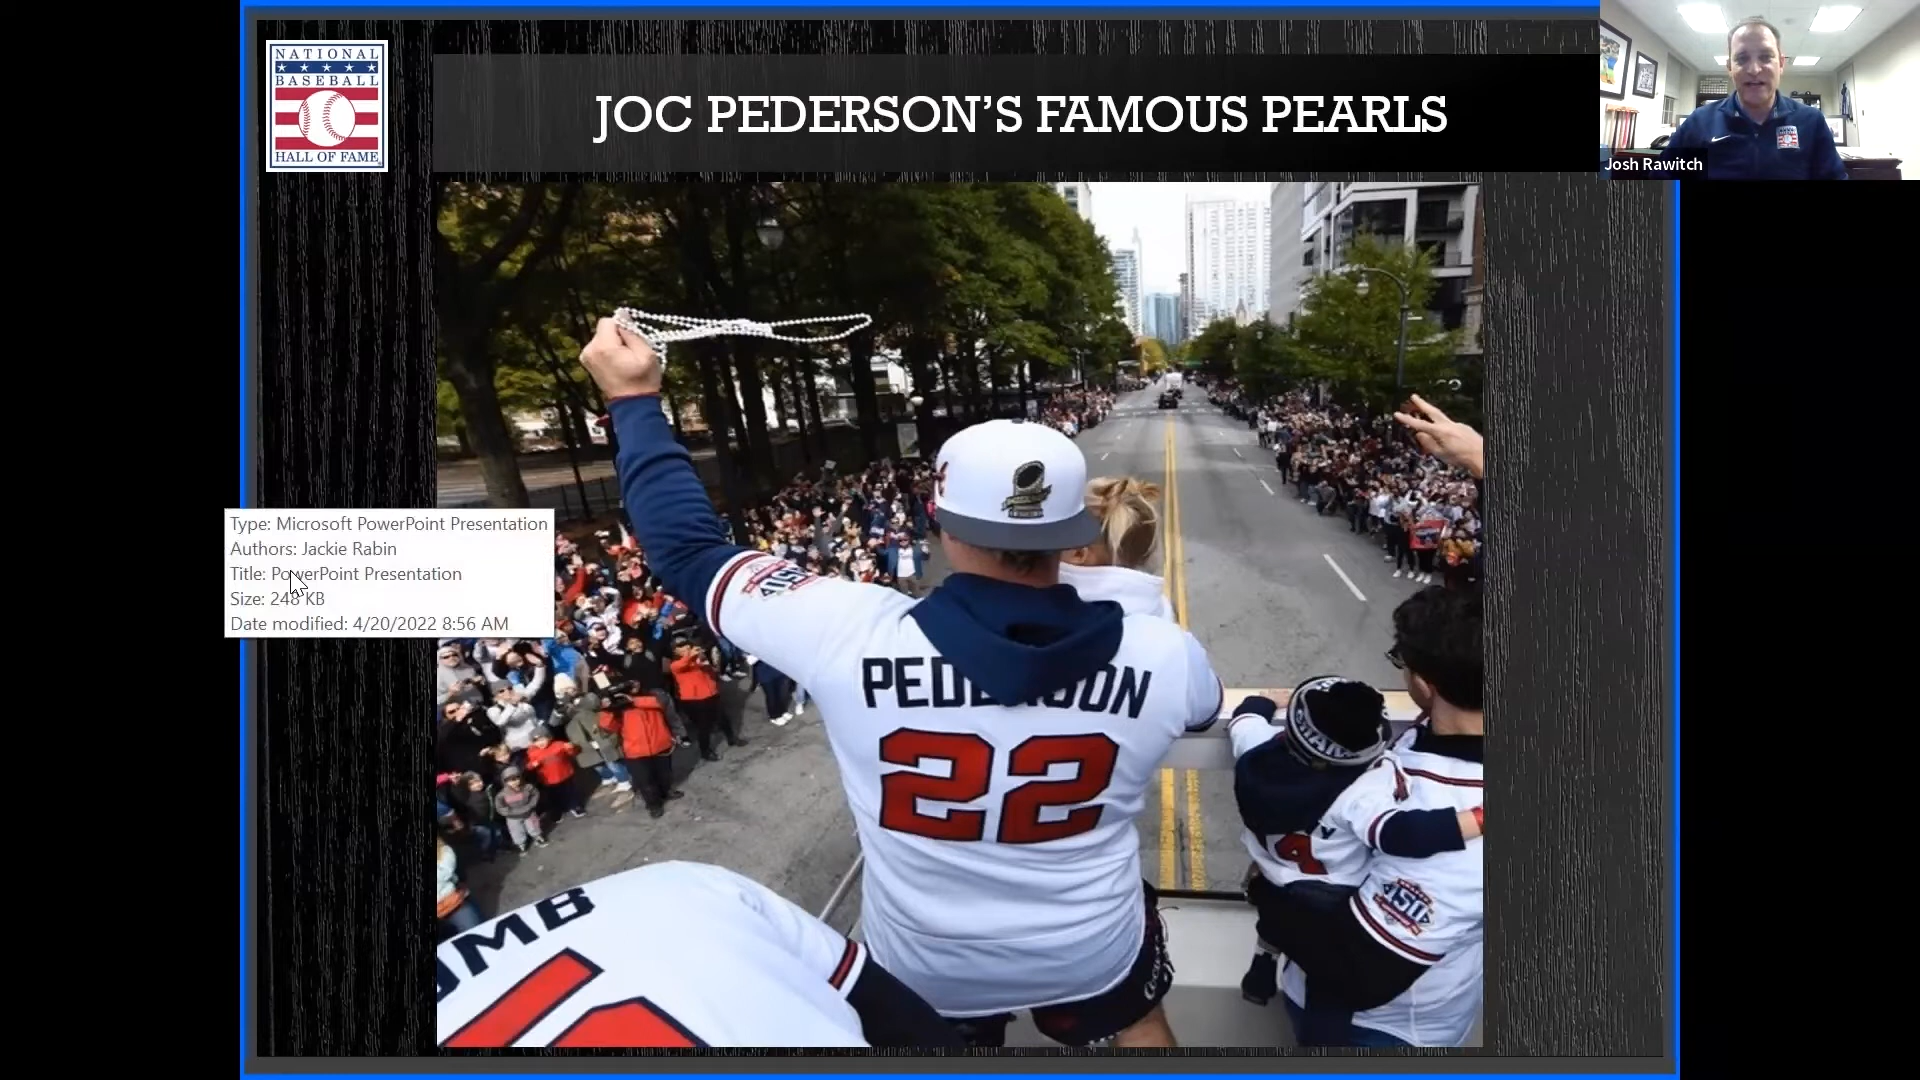 NATIONAL
BASEBALL
HALL OF FAME
JOC PEDERSON'S FAMOUS PEARLS
Josh Rawitch
Type: Microsoft PowerPoint Presentation
Authors: Jackie Rabin
Title: PowerPoint Presentation
Size: 248 KB
Date modified: 4/20/2022 8:56 AM
PEDERSON
22
4